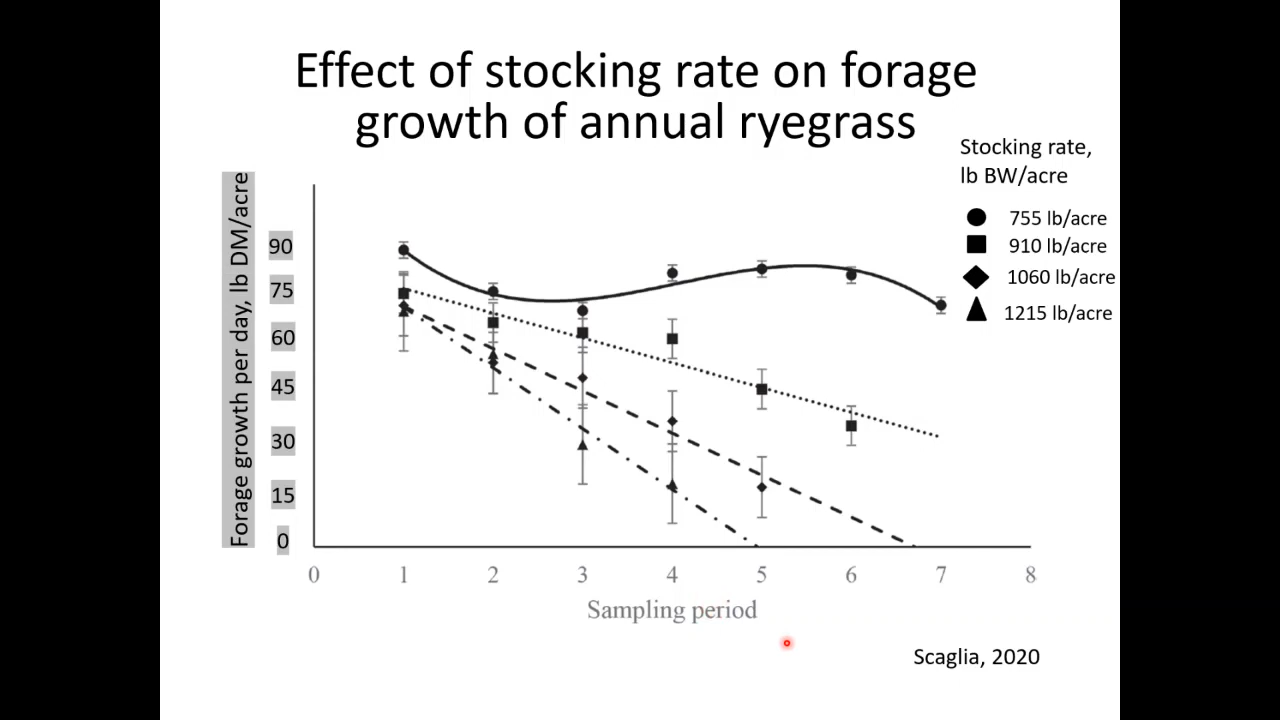 Effect of stocking rate on forage
growth of annual ryegrass
Stocking rate,
lb BW/acre
755 lb/acre
910 lb/acre
1060 lb/acre
1215 lb/acre
Forage growth per day, lb DM/acre
90
75
60
45
30
15
0
0 1 2 3 4 5 6 7 8
Sampling period
Scaglia, 2020